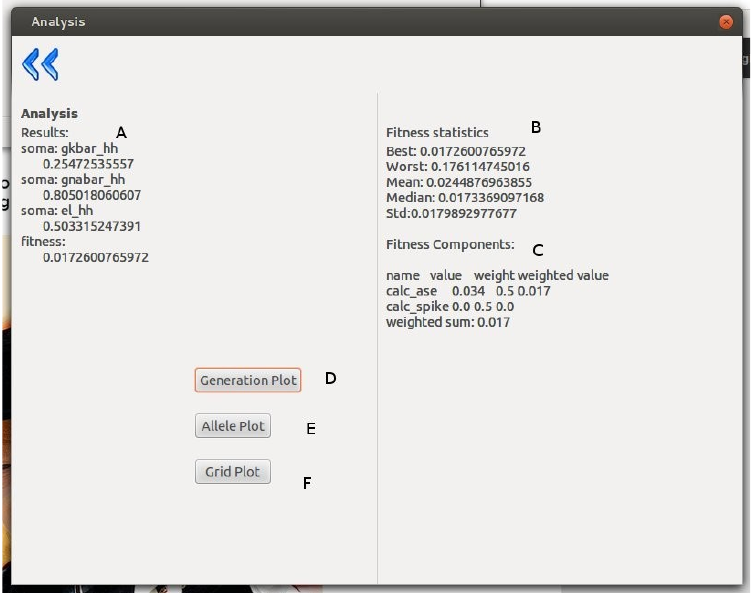 Analysis
Analysis
Results: A
soma: gkbar_hh
0.25472535557
soma: gnabar_hh
0.805018060607
soma: el_hh
0.503315247391
fitness:
0.0172600765972
Generation Plot D
Allele Plot E
Grid Plot F
Fitness statistics B
Best: 0.0172600765972
Worst: 0.176114745016
Mean: 0.0244876963855
Median: 0.0173369097168
Std:0.0179892977677
Fitness Components: C
name value weight weighted value
calc_ase 0.034 0.5 0.017
calc_spike 0.0 0.5 0.0
weighted sum: 0.017